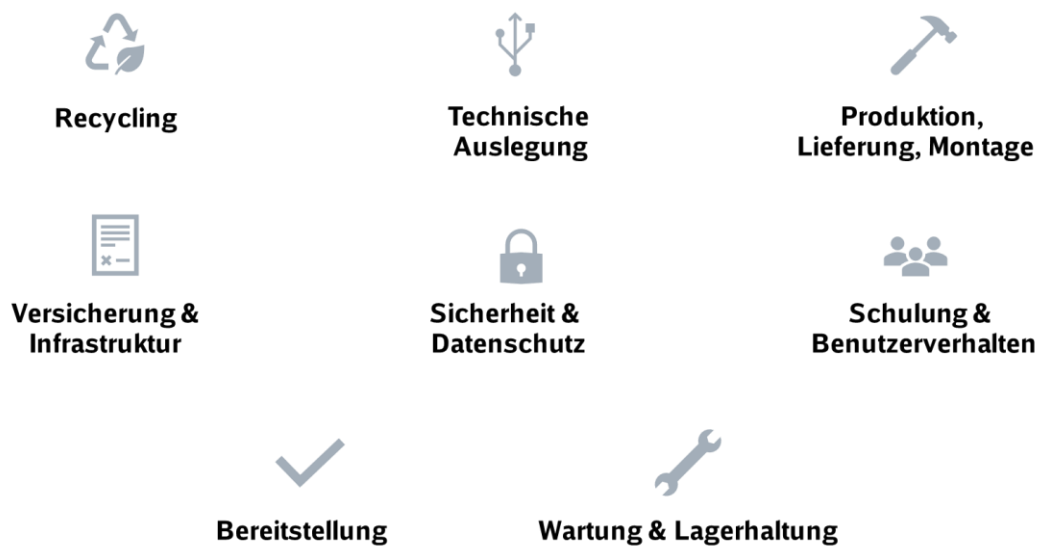 Recycling
Technische
Auslegung
Produktion,
Lieferung, Montage
Versicherung &
Infrastruktur
Sicherheit &
Datenschutz
Schulung &
Benutzerverhalten
Bereitstellung
Wartung & Lagerhaltung